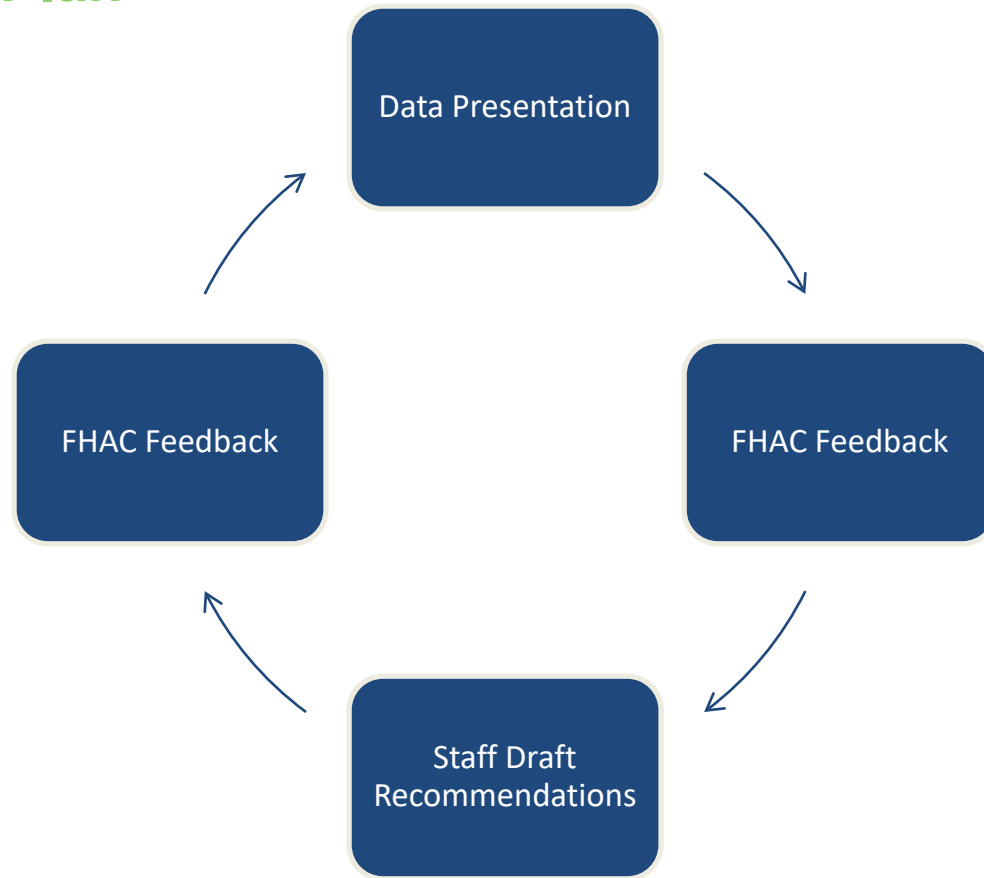 Data Presentation
FHAC Feedback
FHAC Feedback
Staff Draft
Recommendations